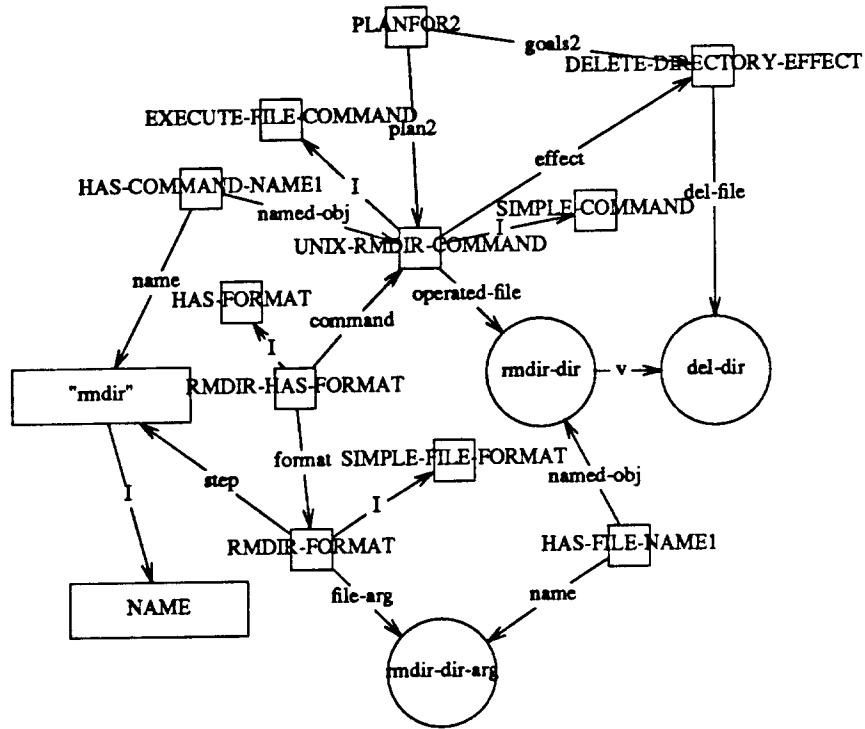 PLANFOR2
goals2
DELETE-DIRECTORY-EFFECT
EXECUTE-FILE-COMMAND
plan2
effect
HAS-COMMAND-NAME1
I
named-obj
SIMPLE-COMMAND
I
del-file
UNIX-RMDIR-COMMAND
name
HAS-FORMAT
operated-file
command
I
"rmdir"
RMDIR-HAS-FORMAT
rmdir-dir
v
del-dir
format
SIMPLE-FILE-FORMAT
step
named-obj
I
I
RMDIR-FORMAT
HAS-FILE-NAME1
NAME
file-arg
name
rmdir-dir-arg